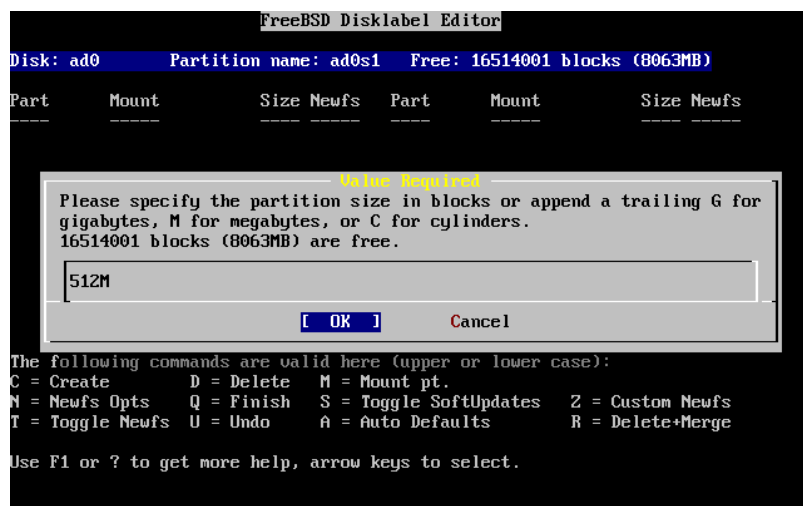 FreeBSD Disklabel Editor
Disk: ad0 Partition name: ad0s1 Free: 16514001 blocks (8063MB)
Part Mount Size Newfs Part Mount Size Newfs
---- ----- ---- ----- ---- ----- ---- -----
Value Required
Please specify the partition size in blocks or append a trailing G for
gigabytes, M for megabytes, or C for cylinders.
16514001 blocks (8063MB) are free.
512M
[ OK ] Cancel
The following commands are valid here (upper or lower case):
C = Create D = Delete M = Mount pt.
N = Newfs Opts Q = Finish S = Toggle SoftUpdates Z = Custom Newfs
T = Toggle Newfs U = Undo A = Auto Defaults R = Delete+Merge
Use F1 or ? to get more help, arrow keys to select.